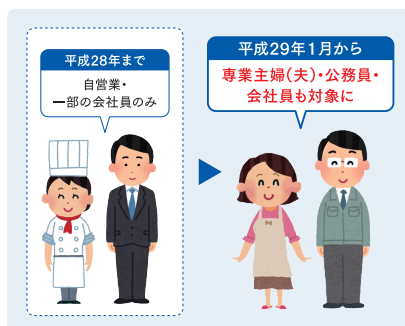 平成28年まで
自営業・
一部の会社員のみ
平成29年1月から
専業主婦(夫)・公務員・
会社員も対象に